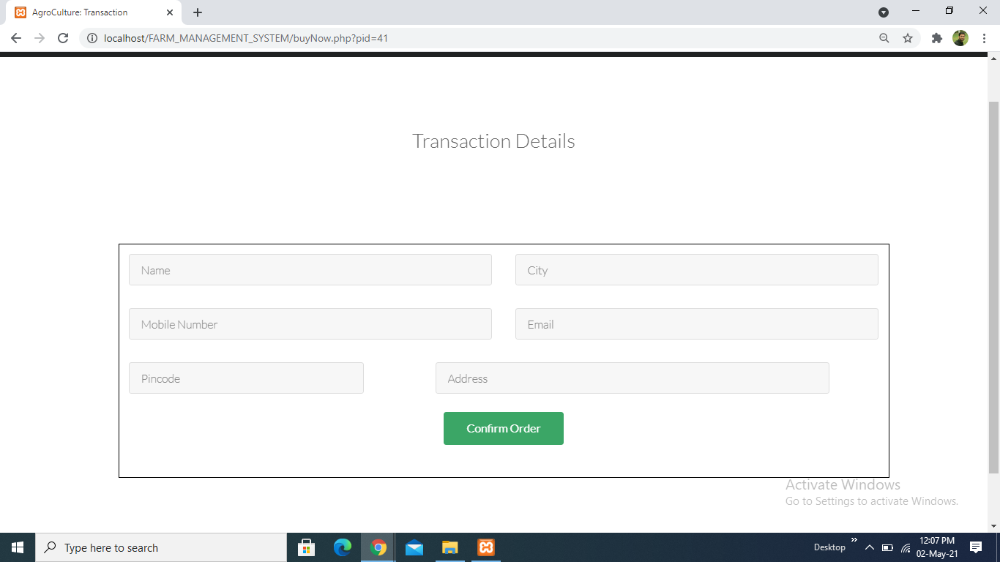 AgroCulture: Transaction
localhost/FARM_MANAGEMENT_SYSTEM/buyNow.php?pid=41
Transaction Details
Name
City
Mobile Number
Email
Pincode
Address
Confirm Order
Activate Windows
Go to Settings to activate Windows.
Type here to search
Desktop
12:07 PM
02-May-21